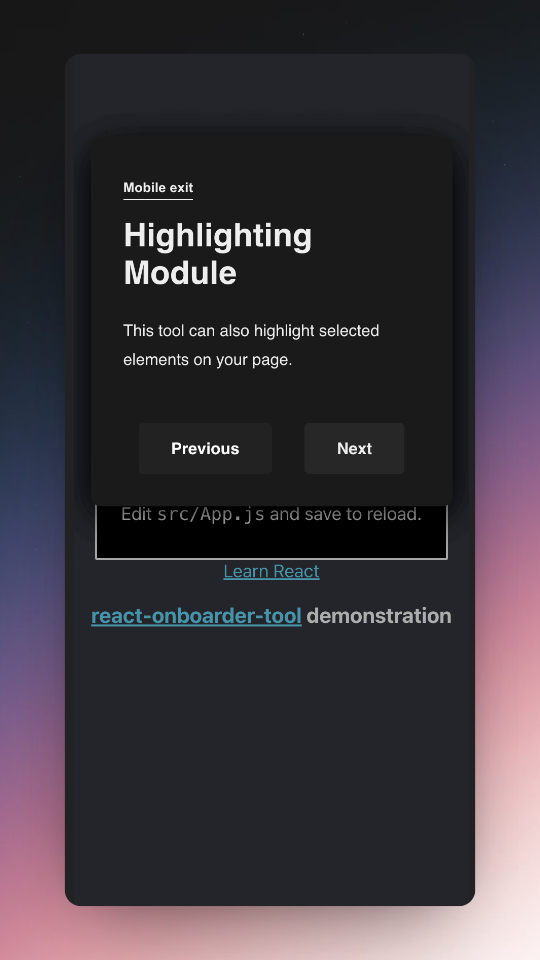 Mobile exit
Highlighting
Module
This tool can also highlight selected
elements on your page.
Previous
Next
Edit src/App.js and save to reload.
Learn React
react-onboarder-tool demonstration